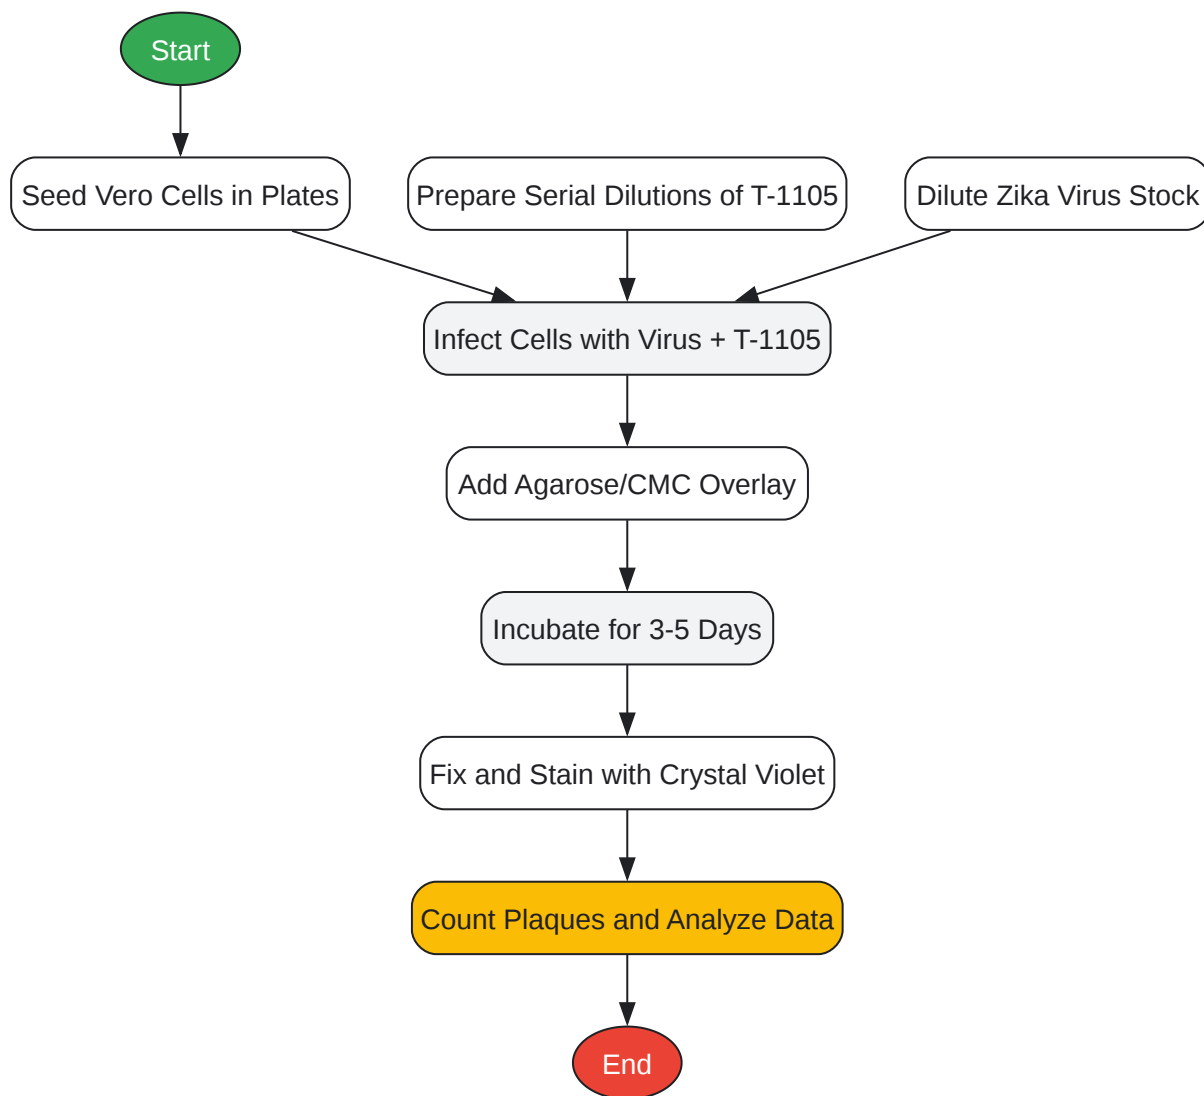 Start
Seed Vero Cells in Plates
Prepare Serial Dilutions of T-1105
Dilute Zika Virus Stock
Infect Cells with Virus + T-1105
Add Agarose/CMC Overlay
Incubate for 3-5 Days
Fix and Stain with Crystal Violet
Count Plaques and Analyze Data
End